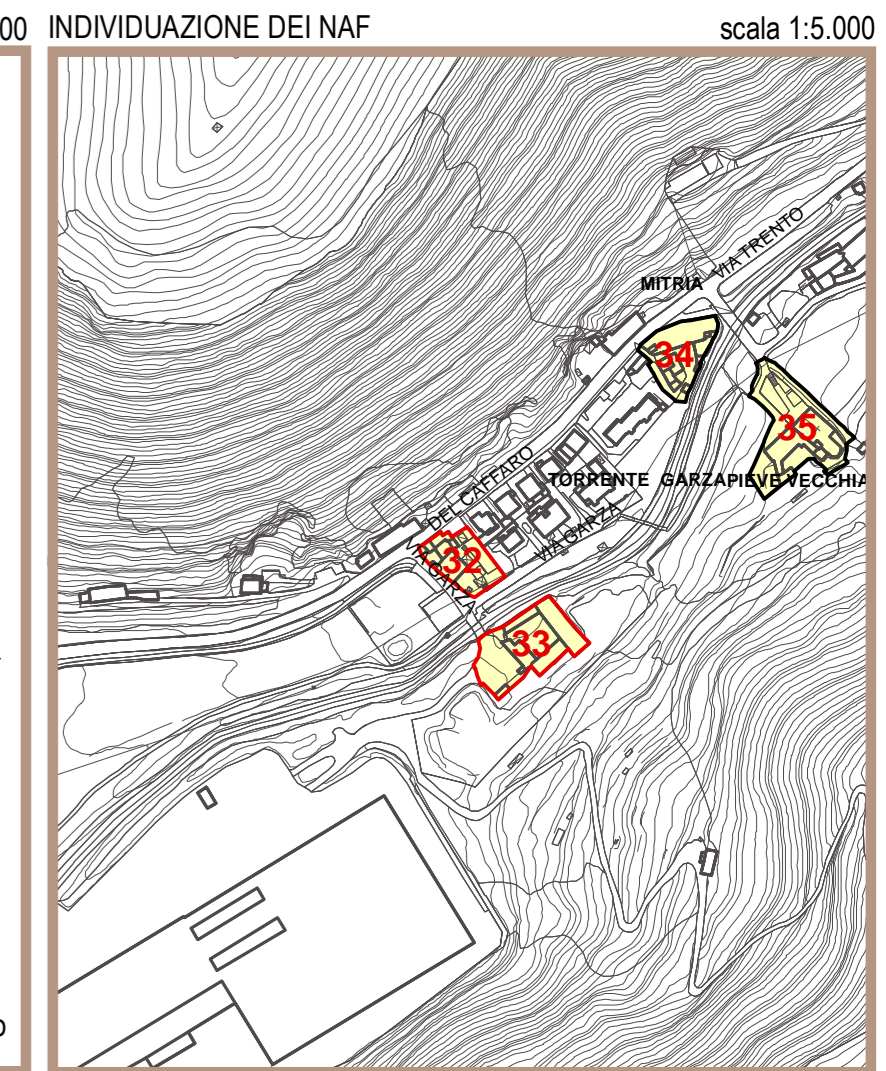 00 INDIVIDUAZIONE DEI NAF scala 1:5.000
VIA TRENTO
MITRIA
34
35
DEL CAFFARO
TORRENTE GARZA
PIEVE VECCHIA
VIA GARZA
32
VIA GARZA
33